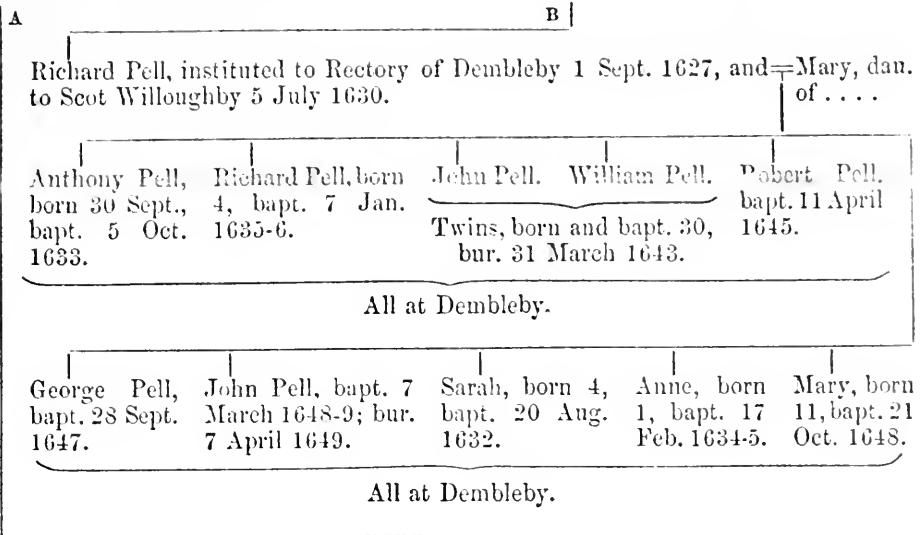 A B
Richard Pell, instituted to Rectory of Dembleby 1 Sept. 1627, and=Mary, dau.
to Scot Willoughby 5 July 1630. of ....
Anthony Pell,
born 30 Sept.,
bapt. 5 Oct.
1633.
Richard Pell, born
4, bapt. 7 Jan.
1635-6.
John Pell. William Pell.
Twins, born and bapt. 30,
bur. 31 March 1643.
Robert Pell.
bapt. 11 April
1645.
All at Dembleby.
George Pell,
bapt. 28 Sept.
1647.
John Pell, bapt. 7
March 1648-9; bur.
7 April 1649.
Sarah, born 4,
bapt. 20 Aug.
1632.
Anne, born
1, bapt. 17
Feb. 1634-5.
Mary, born
11, bapt. 21
Oct. 1648.
All at Dembleby.